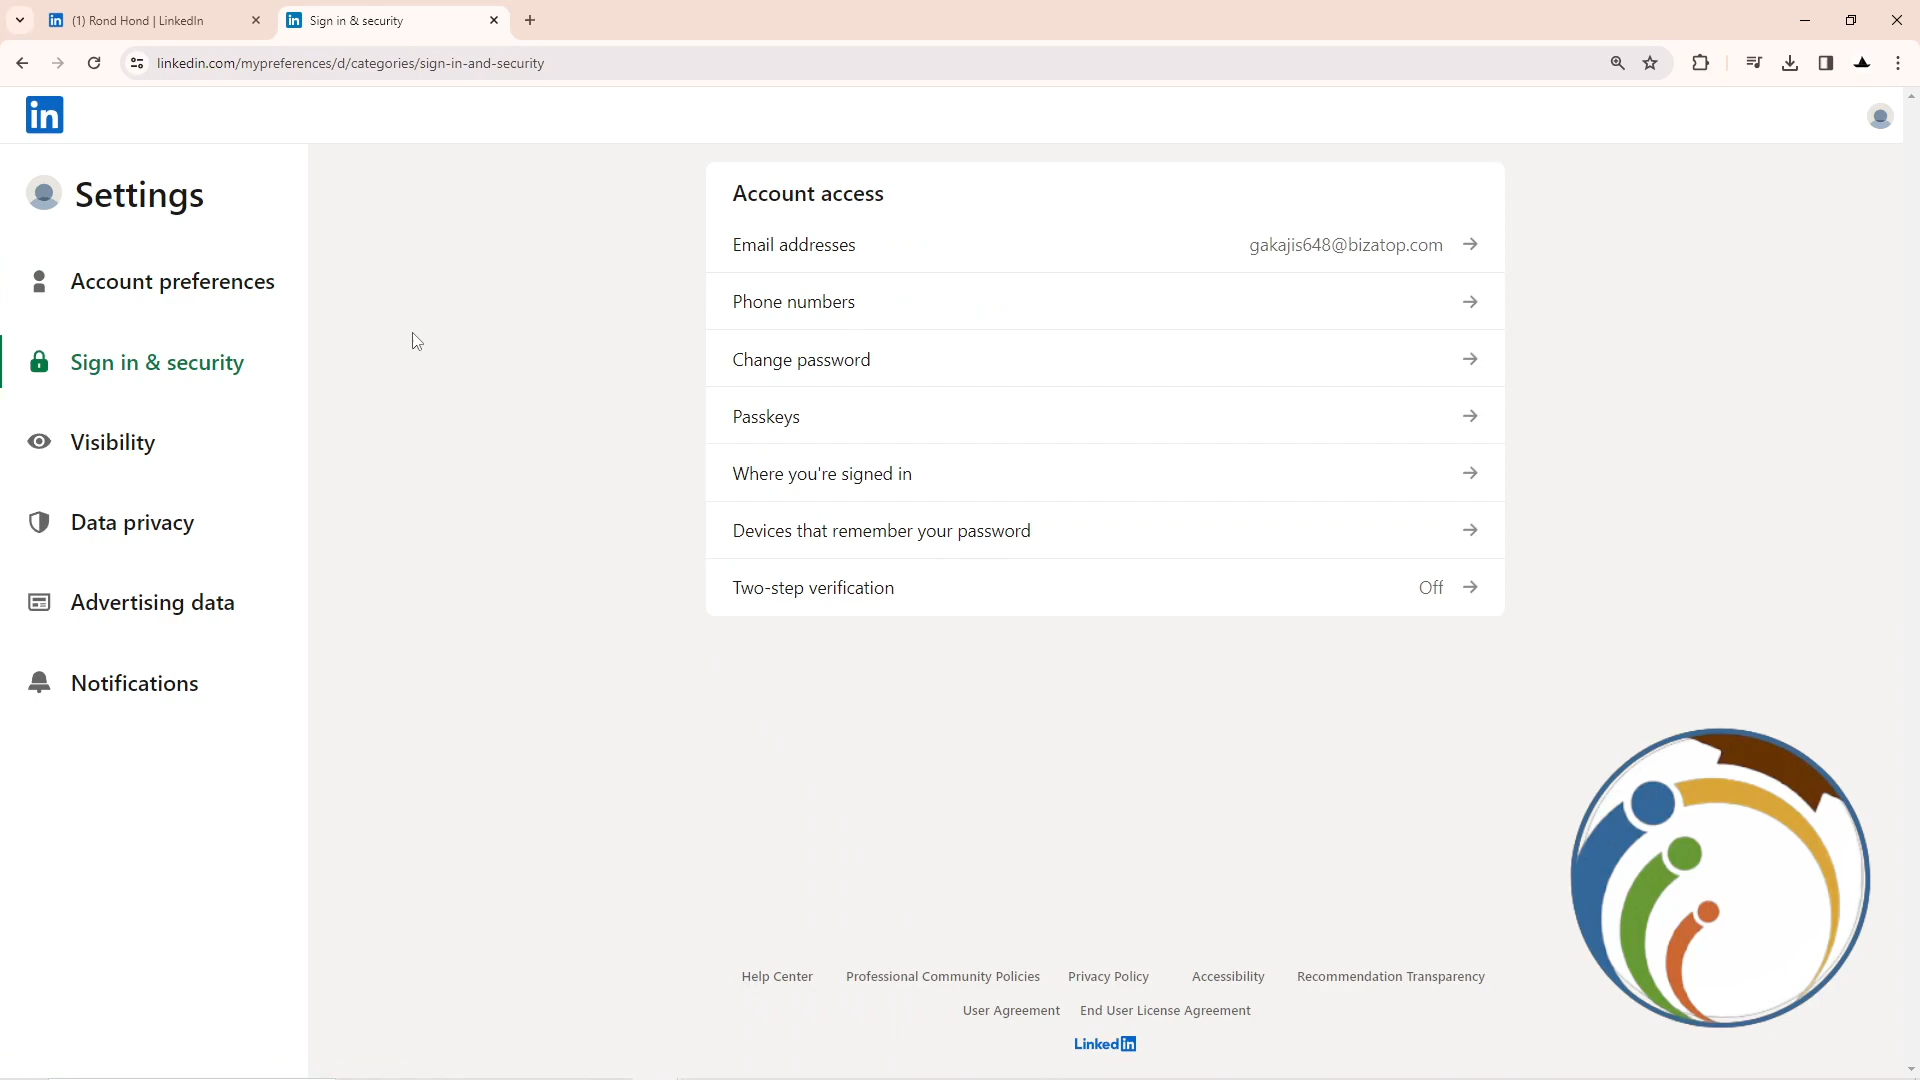 (1) Rond Hond | LinkedIn
Sign in & security
linkedin.com/mypreferences/d/categories/sign-in-and-security
in
Settings
Account preferences
Sign in & security
Visibility
Data privacy
Advertising data
Notifications
Account access
Email addresses gakajis648@bizatop.com
Phone numbers
Change password
Passkeys
Where you're signed in
Devices that remember your password
Two-step verification Off
Help Center Professional Community Policies Privacy Policy Accessibility Recommendation Transparency
User Agreement End User License Agreement
LinkedIn